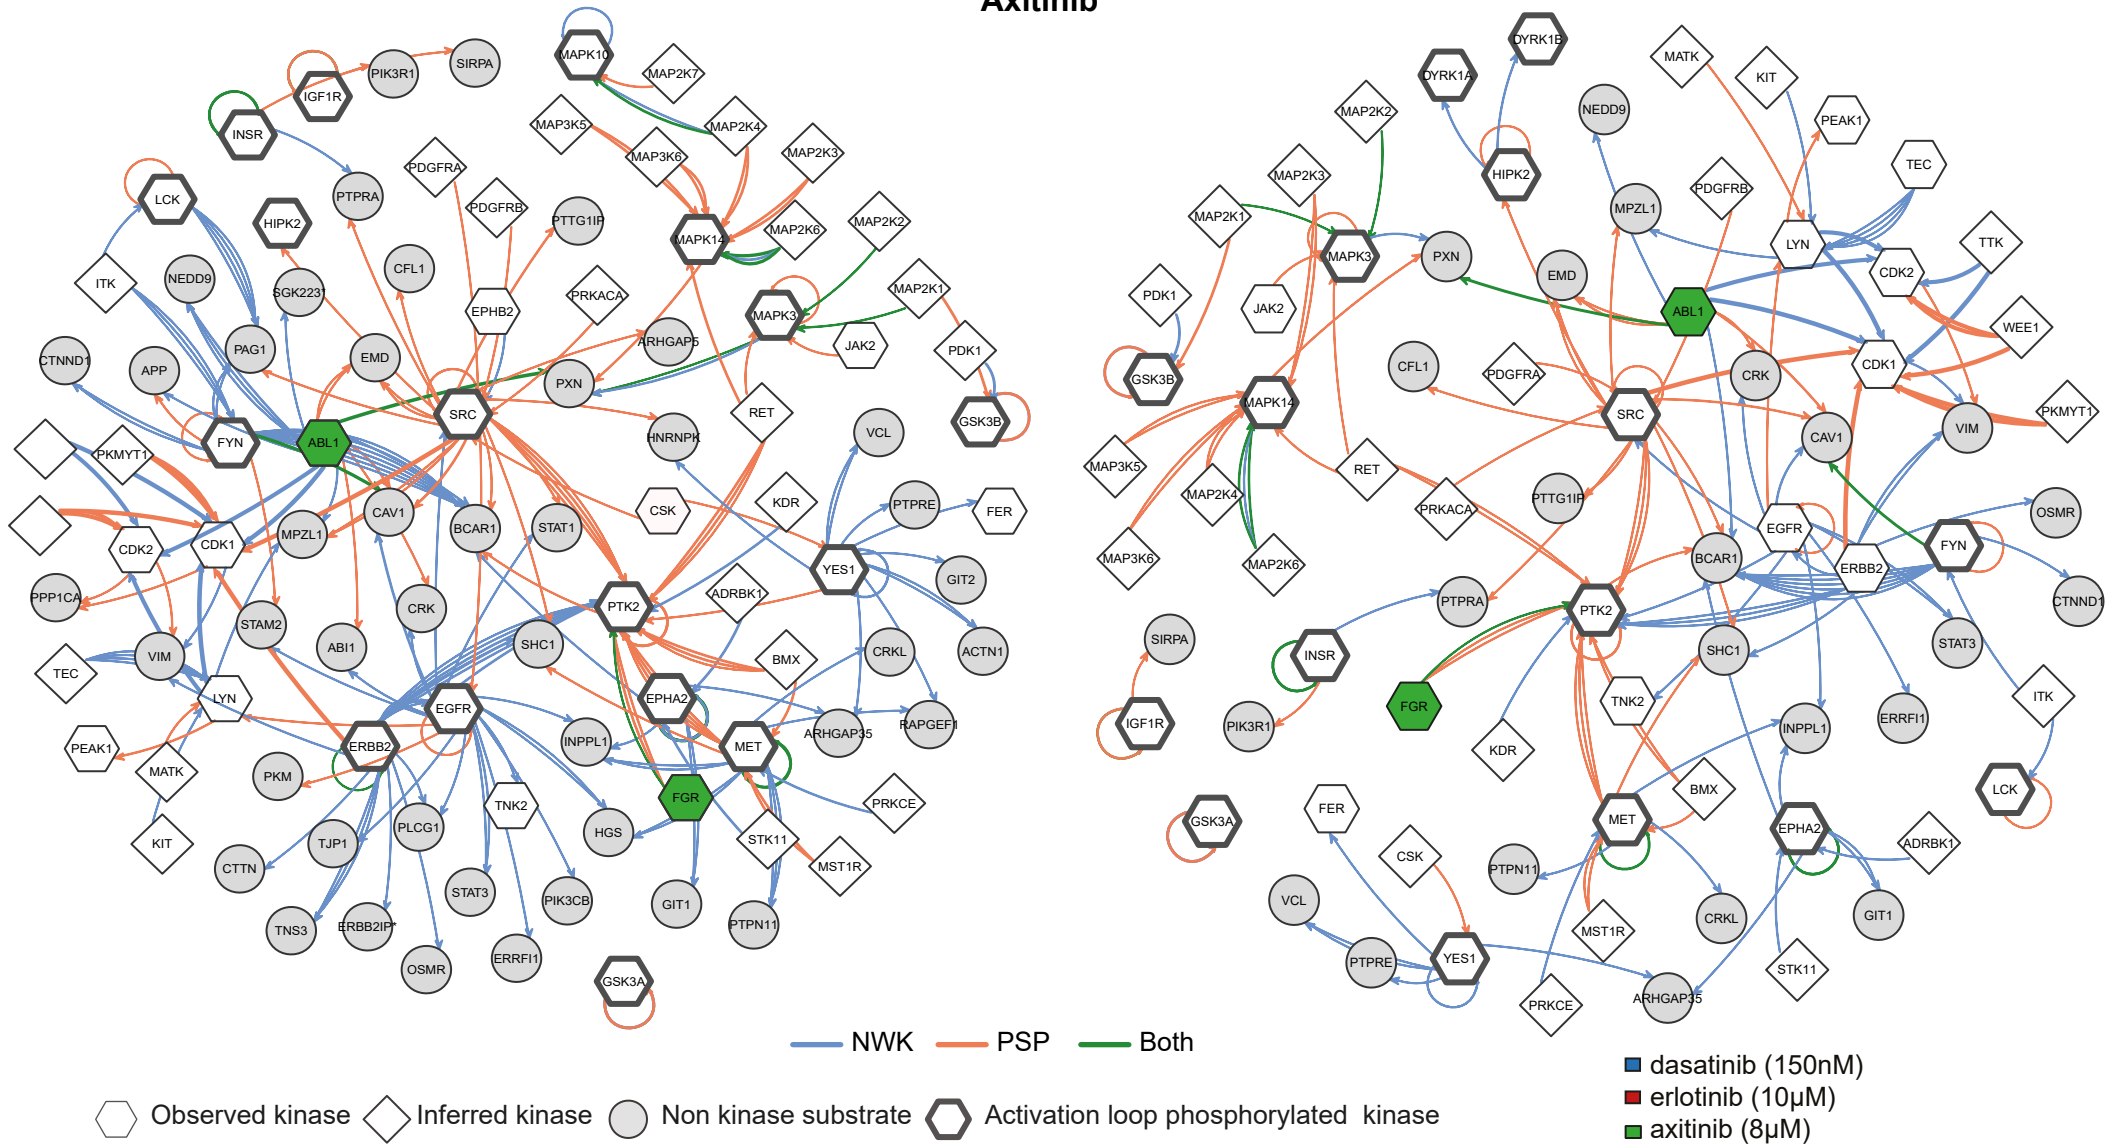 Axitinib
MAPK10
SIRPA
PIK3R1
MAP2K7
IGF1R
INSR
MAP3K5
MAP2K4
MAP3K6
MAP2K3
PDGFRA
LCK
PTPRA
PDGFRB
HIPK2
PTTG1IP
MAPK14
MAP2K6
MAP2K2
ITK
NEDD9
SGK223*
CFL1
EPHB2
PRKACA
MAPK3
MAP2K1
CTNND1
APP
PAG1
EMD
ARHGAP5
JAK2
PDK1
PXN
SRC
FYN
ABL1
HNRNPK
RET
VCL
GSK3B
PKMYT1
CDK2
CDK1
MPZL1
CAV1
BCAR1
STAT1
CSK
KDR
PTPRE
FER
YES1
GIT2
PPP1CA
STAM2
CRK
PTK2
ADRBK1
ABI1
SHC1
CRKL
ACTN1
VIM
TEC
LYN
BMX
EPHA2
EGFR
ERBB2
INPPL1
MET
ARHGAP35
RAPGEF1
PEAK1
MATK
PKM
FGR
PRKCE
KIT
TNK2
PLCG1
TJP1
HGS
STK11
MST1R
CTTN
STAT3
PIK3CB
GIT1
PTPN11
TNS3
ERBB2IP*
OSMR
ERRFI1
GSK3A
DYRK1B
DYRK1A
MATK
KIT
NEDD9
PEAK1
MAP2K2
HIPK2
TEC
MAP2K3
PDGFRB
MAP2K1
MPZL1
LYN
TTK
MAPK3
PXN
EMD
CDK2
PDK1
JAK2
ABL1
WEE1
GSK3B
CFL1
PDGFRA
CRK
CDK1
MAPK14
SRC
CAV1
VIM
PKMYT1
MAP3K5
MAP2K4
RET
PRKACA
PTTG1IP
EGFR
OSMR
MAP3K6
MAP2K6
BCAR1
ERBB2
FYN
PTPRA
PTK2
CTNND1
SIRPA
INSR
SHC1
STAT3
IGF1R
PIK3R1
FGR
TNK2
KDR
INPPL1
ERRFI1
ITK
GSK3A
FER
MET
BMX
EPHA2
LCK
ADRBK1
CSK
PTPN11
VCL
MST1R
CRKL
GIT1
PTPRE
YES1
STK11
PRKCE
ARHGAP35
NWK PSP Both
dasatinib (150nM)
erlotinib (10µM)
axitinib (8µM)
Observed kinase Inferred kinase Non kinase substrate Activation loop phosphorylated kinase